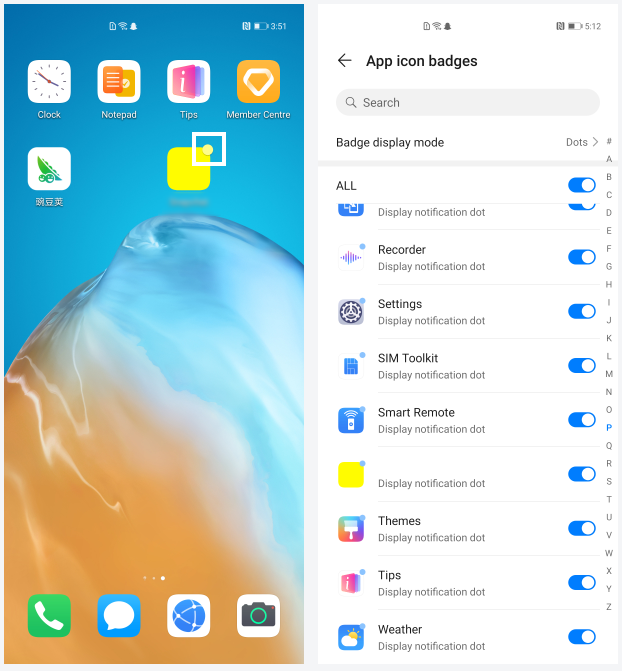 3:51
Clock
Notepad
Tips
Member Centre
豌豆荚
5:12
App icon badges
Search
Badge display mode
Dots
ALL
Display notification dot
Recorder
Display notification dot
Settings
Display notification dot
SIM Toolkit
Display notification dot
Smart Remote
Display notification dot
Display notification dot
Themes
Display notification dot
Tips
Display notification dot
Weather
Display notification dot
#
A
B
C
D
E
F
G
H
I
J
K
L
M
N
O
P
Q
R
S
T
U
V
W
X
Y
Z